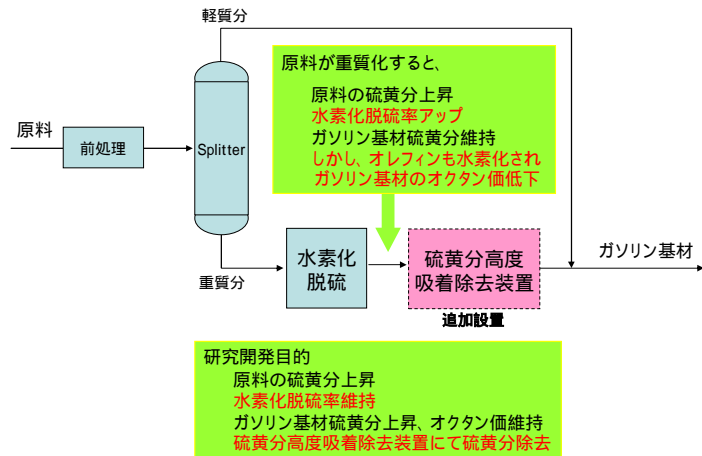 軽質分
原料が重質化すると、
原料の硫黄分上昇
水素化脱硫率アップ
ガソリン基材硫黄分維持
しかし、オレフィンも水素化され
ガソリン基材のオクタン価低下
原料
前処理
Splitter
重質分
水素化
脱硫
硫黄分高度
吸着除去装置
追加設置
ガソリン基材
研究開発目的
原料の硫黄分上昇
水素化脱硫率維持
ガソリン基材硫黄分上昇、オクタン価維持
硫黄分高度吸着除去装置にて硫黄分除去